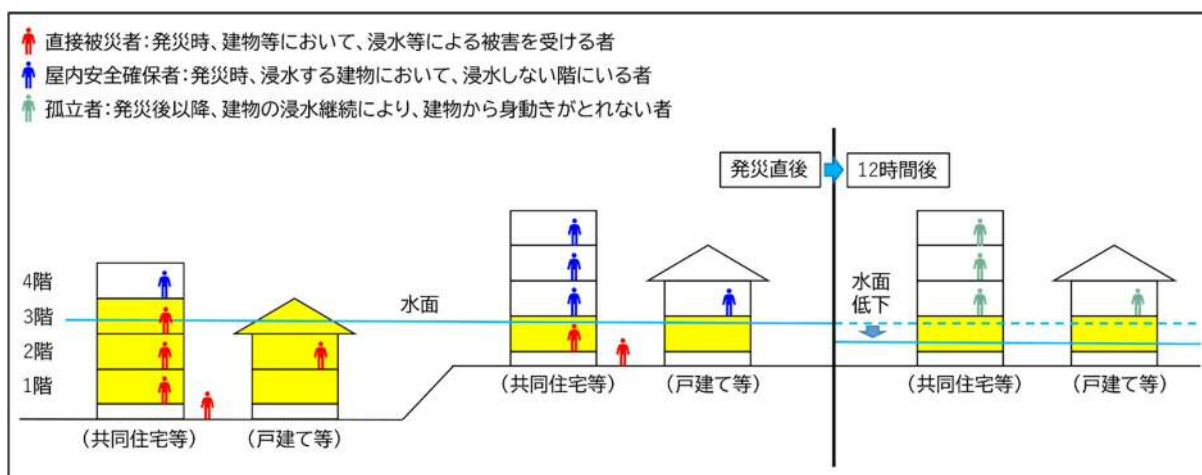 直接被災者：発災時、建物等において、浸水等による被害を受ける者
屋内安全確保者：発災時、浸水する建物において、浸水しない階にいる者
孤立者：発災後以降、建物の浸水継続により、建物から身動きがとれない者
発災直後
12時間後
4階
3階
2階
1階
水面
水面
低下
（共同住宅等）
（戸建て等）
（共同住宅等）
（戸建て等）
（共同住宅等）
（戸建て等）